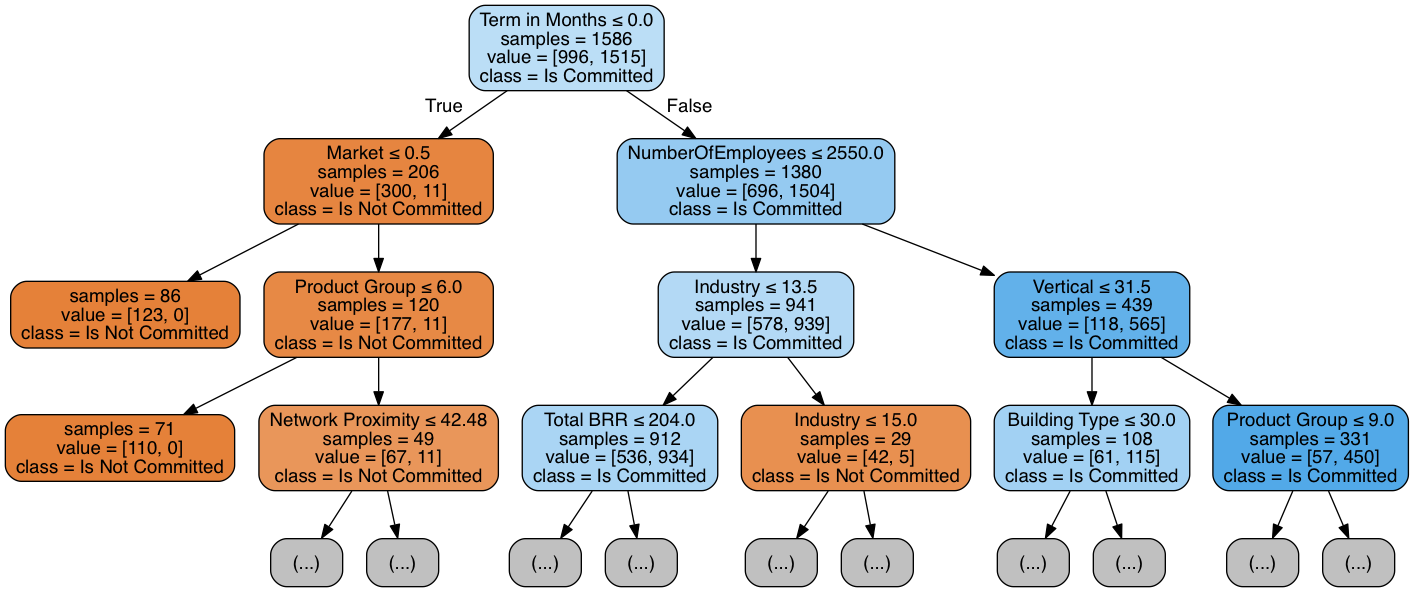 Term in Months ≤ 0.0
samples = 1586
value = [996, 1515]
class = Is Committed
True
False
Market ≤ 0.5
samples = 206
value = [300, 11]
class = Is Not Committed
NumberOfEmployees ≤ 2550.0
samples = 1380
value = [696, 1504]
class = Is Committed
samples = 86
value = [123, 0]
class = Is Not Committed
Product Group ≤ 6.0
samples = 120
value = [177, 11]
class = Is Not Committed
Industry ≤ 13.5
samples = 941
value = [578, 939]
class = Is Committed
Vertical ≤ 31.5
samples = 439
value = [118, 565]
class = Is Committed
samples = 71
value = [110, 0]
class = Is Not Committed
Network Proximity ≤ 42.48
samples = 49
value = [67, 11]
class = Is Not Committed
Total BRR ≤ 204.0
samples = 912
value = [536, 934]
class = Is Committed
Industry ≤ 15.0
samples = 29
value = [42, 5]
class = Is Not Committed
Building Type ≤ 30.0
samples = 108
value = [61, 115]
class = Is Committed
Product Group ≤ 9.0
samples = 331
value = [57, 450]
class = Is Committed
(...)
(...)
(...)
(...)
(...)
(...)
(...)
(...)
(...)
(...)